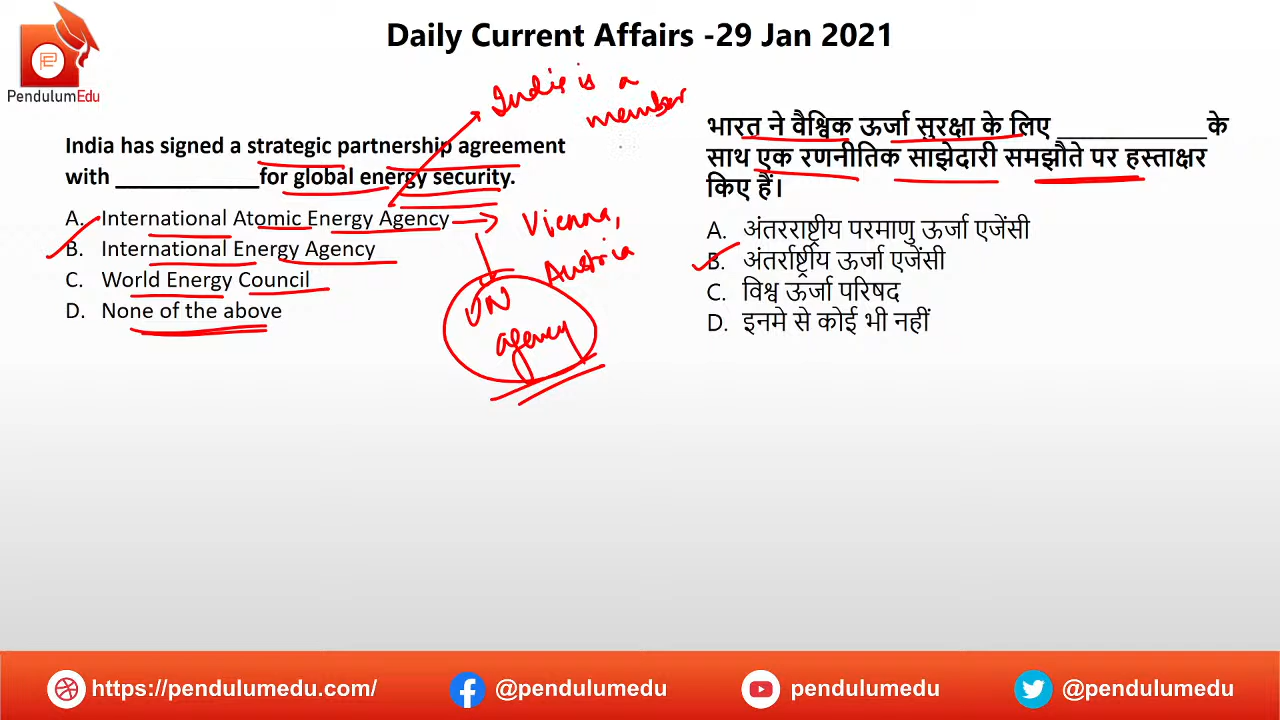 Daily Current Affairs -29 Jan 2021
PendulumEdu
India is a
member
India has signed a strategic partnership agreement
with ____________for global energy security.
A. International Atomic Energy Agency
B. International Energy Agency
C. World Energy Council
D. None of the above
Vienna,
Austria
UN
agency
भारत ने वैश्विक ऊर्जा सुरक्षा के लिए ____________के
साथ एक रणनीतिक साझेदारी समझौते पर हस्ताक्षर
किए हैं।
A. अंतरराष्ट्रीय परमाणु ऊर्जा एजेंसी
B. अंतर्राष्ट्रीय ऊर्जा एजेंसी
C. विश्व ऊर्जा परिषद
D. इनमे से कोई भी नहीं
https://pendulumedu.com/ @pendulumedu pendulumedu @pendulumedu